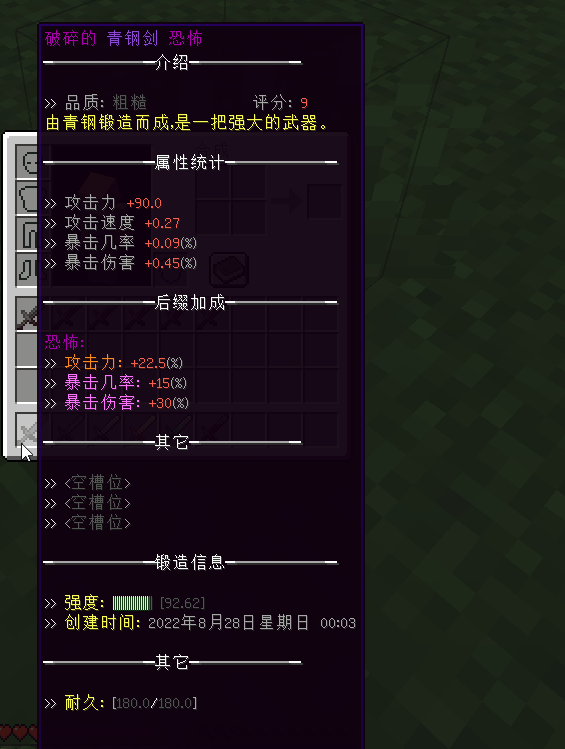 破碎的 青钢剑 恐怖
介绍
>> 品质: 粗糙 评分: 9
由青钢锻造而成,是一把强大的武器。
属性统计
>> 攻击力 +90.0
>> 攻击速度 +0.27
>> 暴击几率 +0.09(%)
>> 暴击伤害 +0.45(%)
后缀加成
恐怖:
>> 攻击力: +22.5(%)
>> 暴击几率: +15(%)
>> 暴击伤害: +30(%)
其它
>> <空槽位>
>> <空槽位>
>> <空槽位>
锻造信息
>> 强度: [92.62]
>> 创建时间: 2022年8月28日星期日 00:03
其它
>> 耐久: [180.0/180.0]